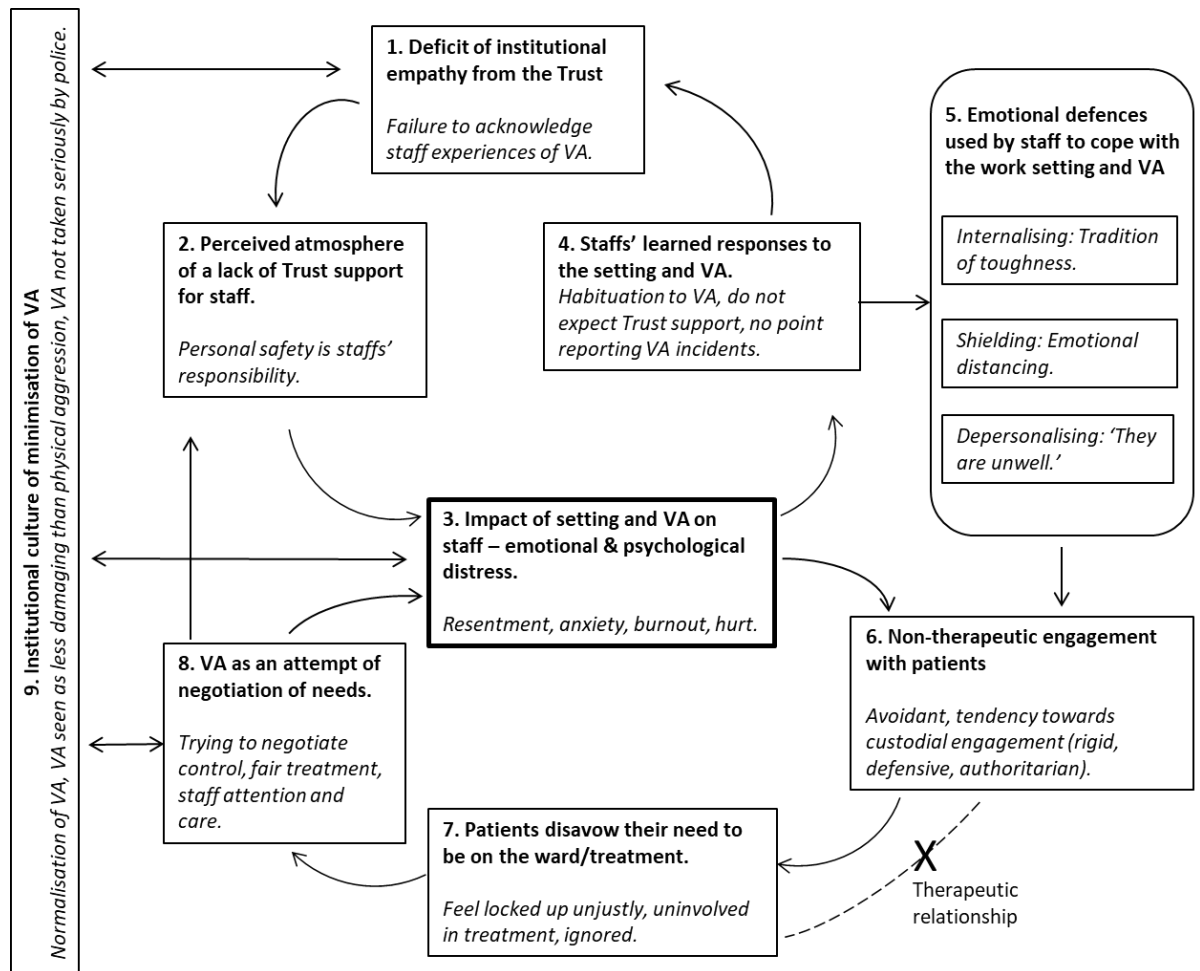 9. Institutional culture of minimisation of VA
Normalisation of VA, VA seen as less damaging than physical aggression, VA not taken seriously by police.
1. Deficit of institutional
empathy from the Trust
Failure to acknowledge
staff experiences of VA.
2. Perceived atmosphere
of a lack of Trust support
for staff.
Personal safety is staffs’
responsibility.
3. Impact of setting and VA on
staff – emotional & psychological
distress.
Resentment, anxiety, burnout, hurt.
4. Staffs’ learned responses to
the setting and VA.
Habituation to VA, do not
expect Trust support, no point
reporting VA incidents.
5. Emotional defences
used by staff to cope with
the work setting and VA
Internalising: Tradition
of toughness.
Shielding: Emotional
distancing.
Depersonalising: ‘They
are unwell.’
6. Non-therapeutic engagement
with patients
Avoidant, tendency towards
custodial engagement (rigid,
defensive, authoritarian).
7. Patients disavow their need to
be on the ward/treatment.
Feel locked up unjustly, uninvolved
in treatment, ignored.
8. VA as an attempt of
negotiation of needs.
Trying to negotiate
control, fair treatment,
staff attention and
care.
X
Therapeutic
relationship